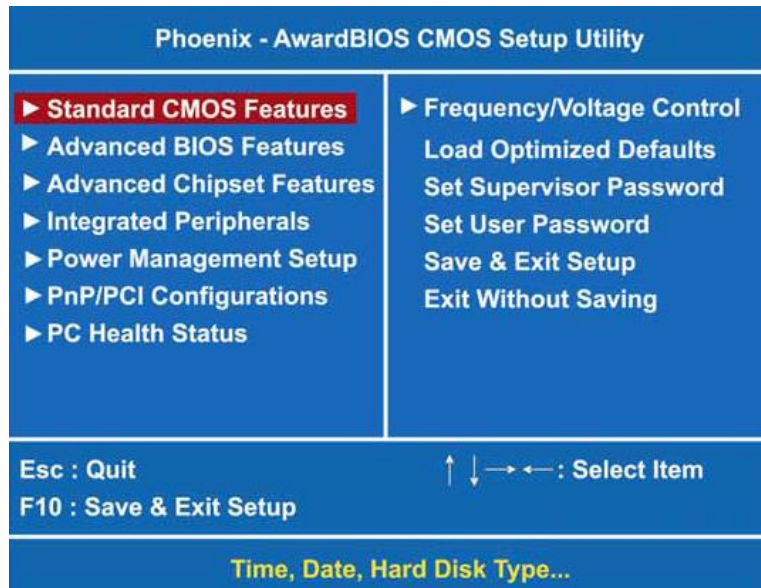 Phoenix - AwardBIOS CMOS Setup Utility
► Standard CMOS Features
► Advanced BIOS Features
► Advanced Chipset Features
► Integrated Peripherals
► Power Management Setup
► PnP/PCI Configurations
► PC Health Status
► Frequency/Voltage Control
Load Optimized Defaults
Set Supervisor Password
Set User Password
Save & Exit Setup
Exit Without Saving
Esc : Quit
↑ ↓ → ← : Select Item
F10 : Save & Exit Setup
Time, Date, Hard Disk Type...